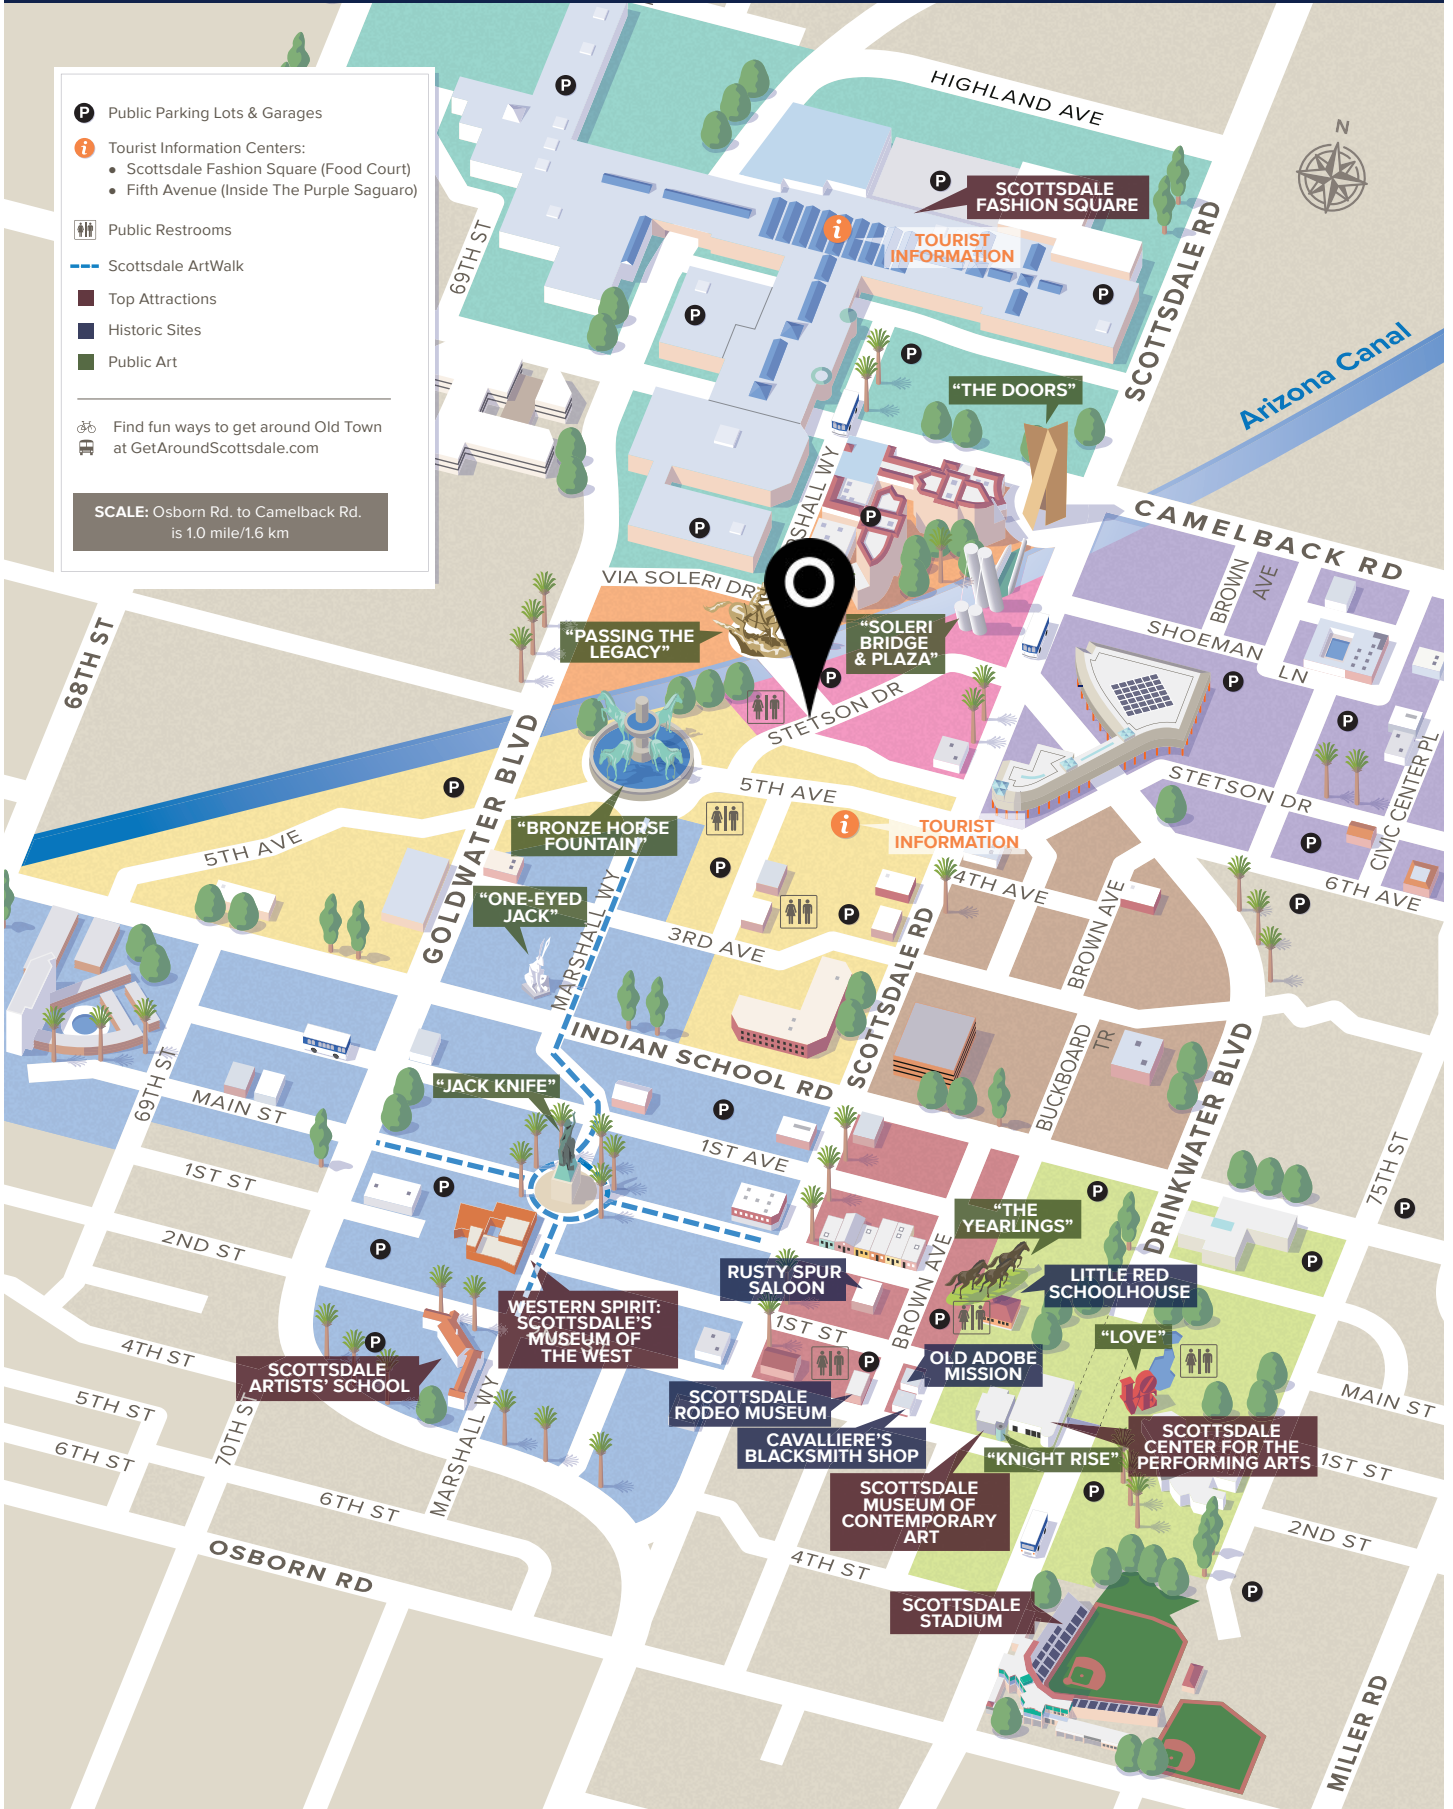 P Public Parking Lots & Garages
i Tourist Information Centers:
• Scottsdale Fashion Square (Food Court)
• Fifth Avenue (Inside The Purple Saguaro)
Public Restrooms
Scottsdale ArtWalk
Top Attractions
Historic Sites
Public Art
Find fun ways to get around Old Town
at GetAroundScottsdale.com
SCALE: Osborn Rd. to Camelback Rd.
is 1.0 mile/1.6 km
P
HIGHLAND AVE
N
P
SCOTTSDALE
FASHION SQUARE
i
TOURIST
INFORMATION
69TH ST
SCOTTSDALE RD
P
P
P
Arizona Canal
"THE DOORS"
P
P
CAMELBACK RD
VIA SOLERI DR
BROWN
AVE
"PASSING THE
LEGACY"
"SOLERI
BRIDGE
& PLAZA"
SHOEMAN
LN
68TH ST
P
P
P
STETSON DR
GOLDWATER BLVD
P
5TH AVE
STETSON DR
CIVIC CENTER PL
"BRONZE HORSE
FOUNTAIN"
i
TOURIST
INFORMATION
5TH AVE
P
P
4TH AVE
6TH AVE
"ONE-EYED
JACK"
MARSHALL WY
P
P
3RD AVE
BROWN AVE
SCOTTSDALE RD
INDIAN SCHOOL RD
BUCKBOARD
TR
DRINKWATER BLVD
69TH ST
MAIN ST
"JACK KNIFE"
P
1ST AVE
75TH ST
1ST ST
P
P
P
"THE
YEARLINGS"
2ND ST
P
P
RUSTY SPUR
SALOON
BROWN AVE
LITTLE RED
SCHOOLHOUSE
WESTERN SPIRIT:
SCOTTSDALE'S
MUSEUM OF
THE WEST
P
1ST ST
"LOVE"
4TH ST
P
SCOTTSDALE
ARTISTS' SCHOOL
P
OLD ADOBE
MISSION
5TH ST
70TH ST
MARSHALL WY
SCOTTSDALE
RODEO MUSEUM
MAIN ST
CAVALLIERE'S
BLACKSMITH SHOP
SCOTTSDALE
CENTER FOR THE
PERFORMING ARTS
"KNIGHT RISE"
6TH ST
1ST ST
SCOTTSDALE
MUSEUM OF
CONTEMPORARY
ART
P
6TH ST
2ND ST
OSBORN RD
4TH ST
P
SCOTTSDALE
STADIUM
MILLER RD